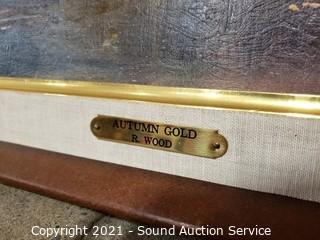 AUTUMN GOLD
R. WOOD
Copyright 2021 - Sound Auction Service